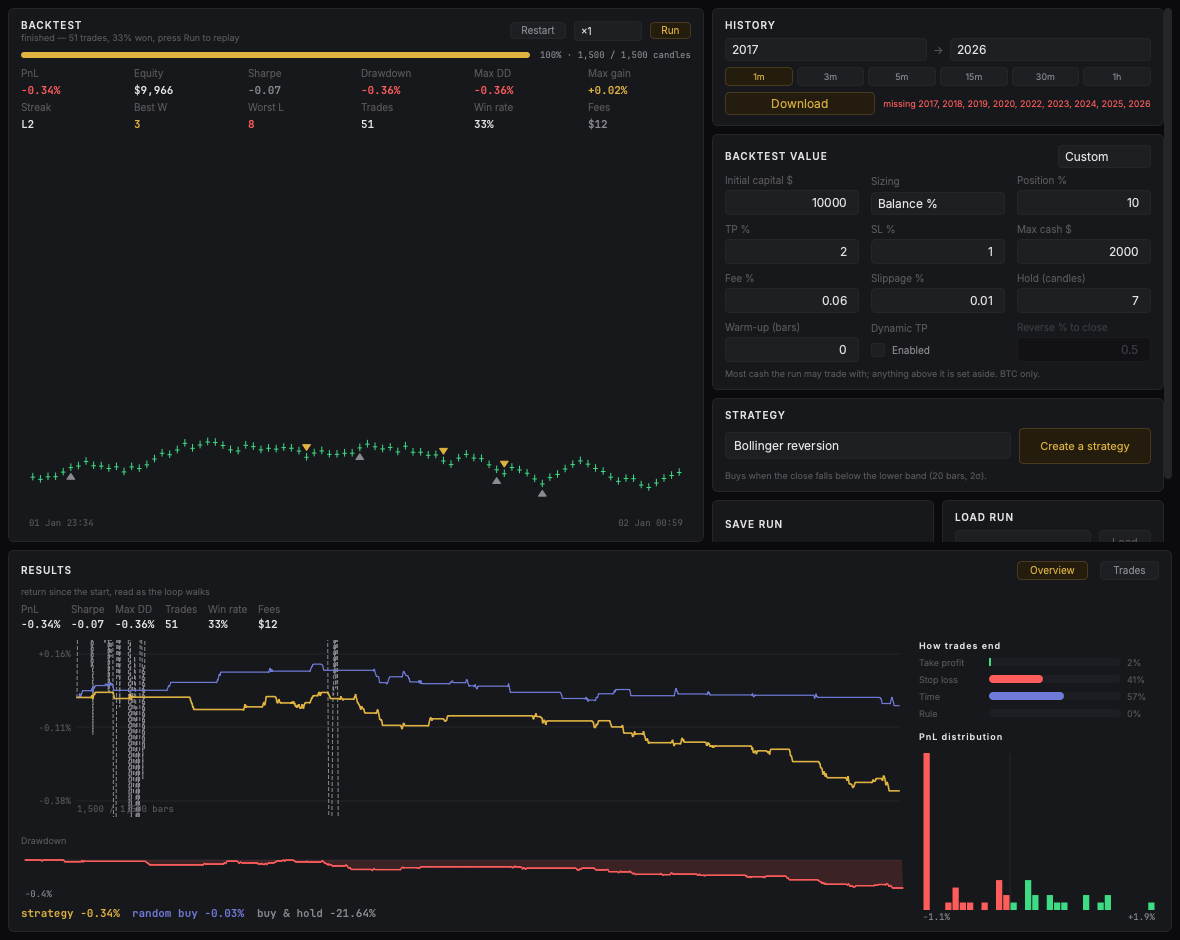 BACKTEST
finished — 51 trades, 33% won, press Run to replay
Restart
×1
Run
100% · 1,500 / 1,500 candles
PnL Equity Sharpe Drawdown Max DD Max gain
-0.34% $9,966 -0.07 -0.36% -0.36% +0.02%
Streak Best W Worst L Trades Win rate Fees
L2 3 8 51 33% $12
01 Jan 23:34 02 Jan 00:59
HISTORY
2017 → 2026
1m 3m 5m 15m 30m 1h
Download missing 2017, 2018, 2019, 2020, 2022, 2023, 2024, 2025, 2026
BACKTEST VALUE
Custom
Initial capital $ Sizing Position %
10000 Balance % 10
TP % SL % Max cash $
2 1 2000
Fee % Slippage % Hold (candles)
0.06 0.01 7
Warm-up (bars) Dynamic TP Reverse % to close
0 Enabled 0.5
Most cash the run may trade with; anything above it is set aside. BTC only.
STRATEGY
Bollinger reversion Create a strategy
Buys when the close falls below the lower band (20 bars, 2σ).
SAVE RUN
LOAD RUN
Load
RESULTS
Overview Trades
return since the start, read as the loop walks
PnL Sharpe Max DD Trades Win rate Fees
-0.34% -0.07 -0.36% 51 33% $12
+0.16%
-0.11%
-0.38%
1,500 / 1,500 bars
Drawdown
-0.4%
strategy -0.34% random buy -0.03% buy & hold -21.64%
How trades end
Take profit 2%
Stop loss 41%
Time 57%
Rule 0%
PnL distribution
-1.1% +1.9%